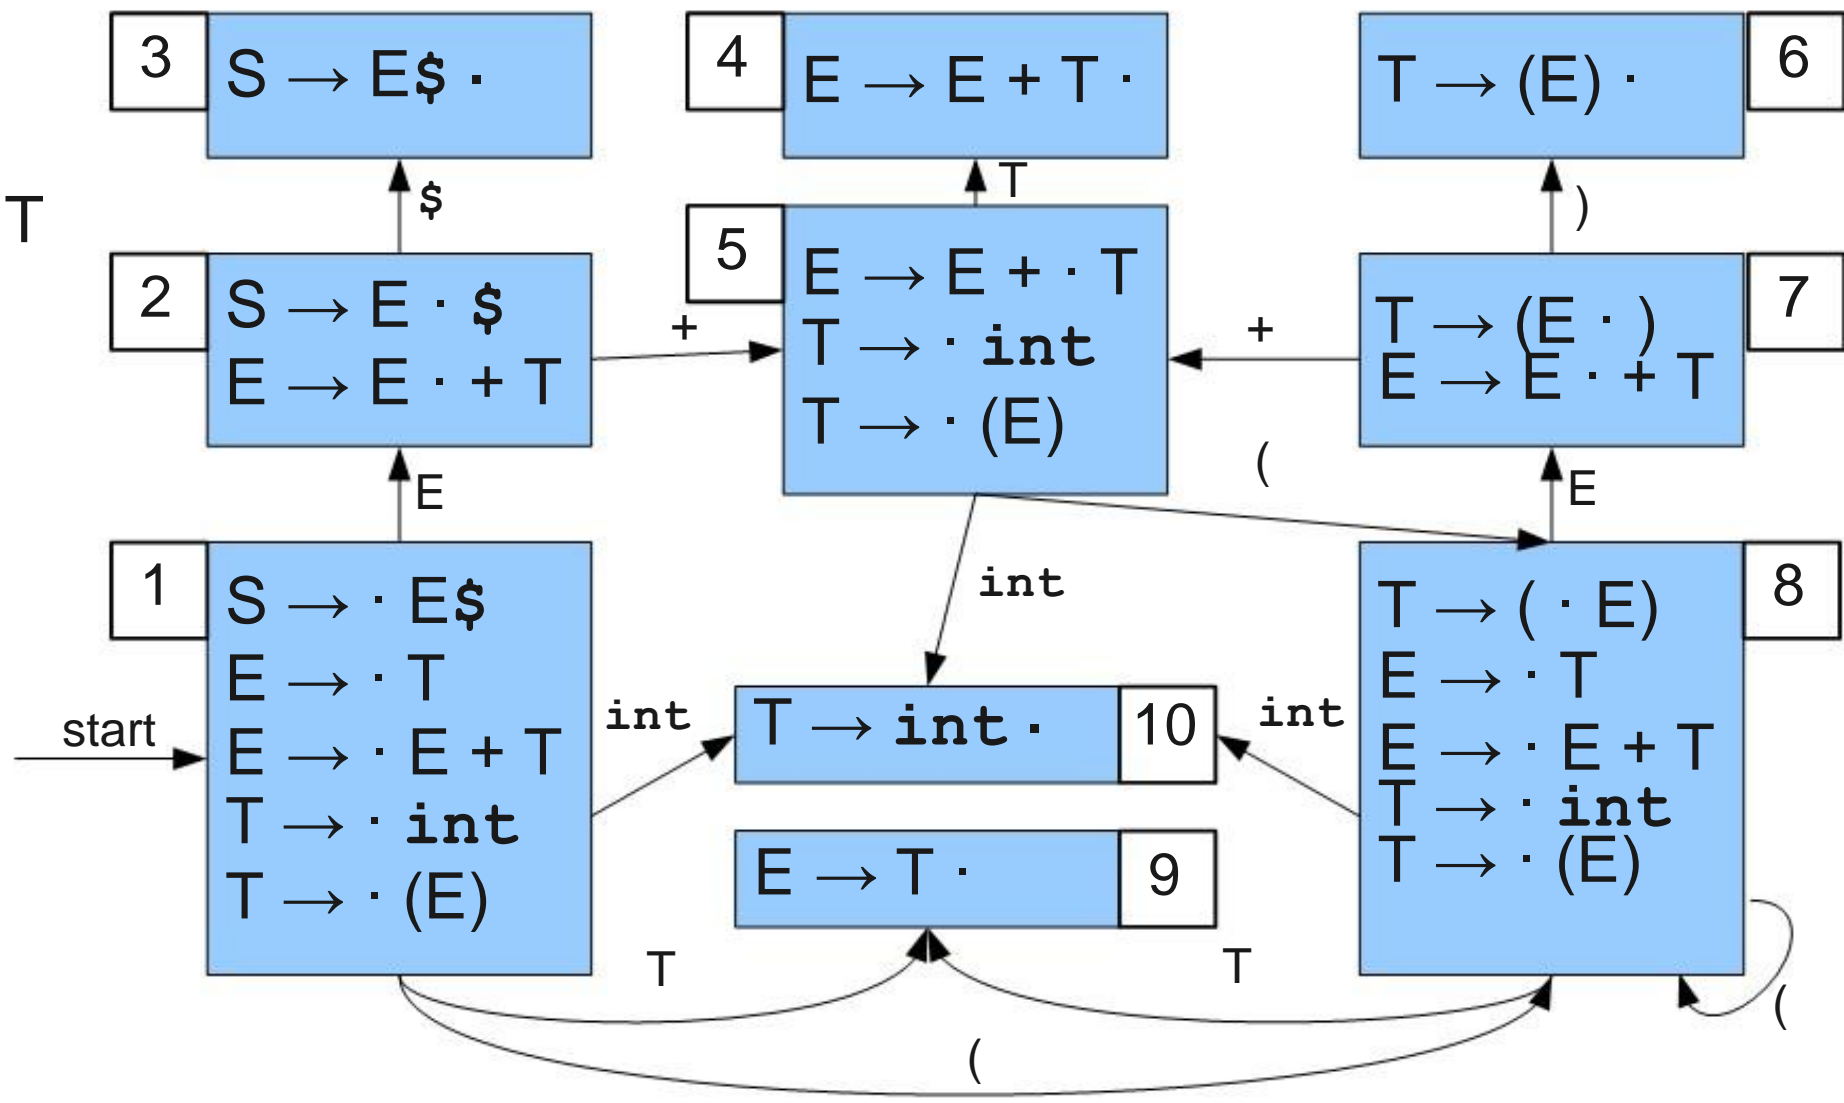 3
S → E$ ·
4
E → E + T ·
T → (E) ·
6
$
T
)
T
2
S → E · $
E → E · + T
+
5
E → E + · T
T → · int
T → · (E)
+
T → (E · )
E → E · + T
7
E
(
E
1
S → · E$
E → · T
E → · E + T
T → · int
T → · (E)
start
int
int
T → int ·
10
int
E → T ·
9
T → ( · E)
E → · T
E → · E + T
T → · int
T → · (E)
8
T
T
(
(